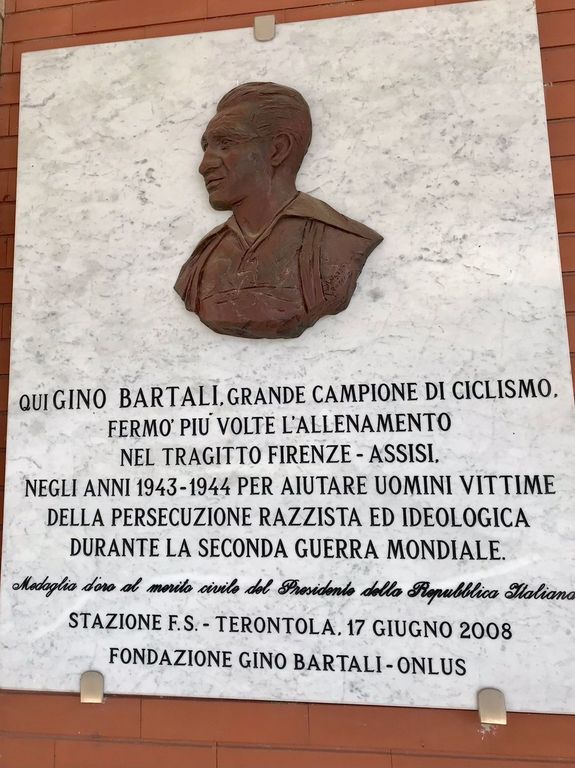 QUI GINO BARTALI, GRANDE CAMPIONE DI CICLISMO,
FERMO' PIU' VOLTE L'ALLENAMENTO
NEL TRAGITTO FIRENZE - ASSISI,
NEGLI ANNI 1943-1944 PER AIUTARE UOMINI VITTIME
DELLA PERSECUZIONE RAZZISTA ED IDEOLOGICA
DURANTE LA SECONDA GUERRA MONDIALE.
Medaglia d'oro al merito civile del Presidente della Repubblica Italiana
STAZIONE F.S. - TERONTOLA, 17 GIUGNO 2008
FONDAZIONE GINO BARTALI - ONLUS